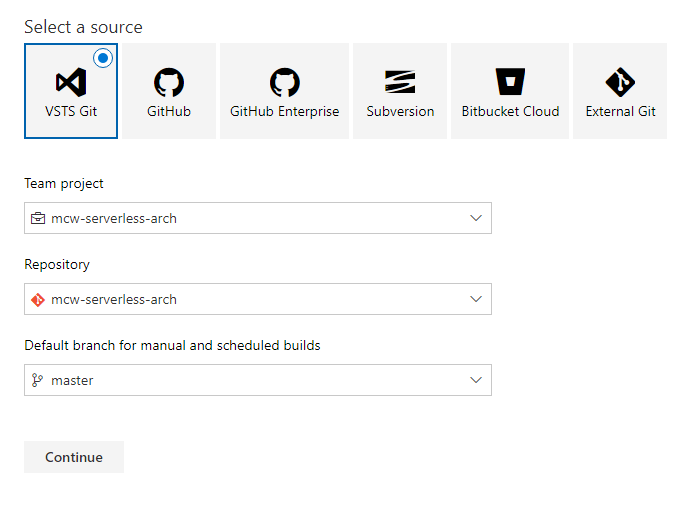 Select a source
VSTS Git
GitHub
GitHub Enterprise
Subversion
Bitbucket Cloud
External Git
Team project
mcw-serverless-arch
Repository
mcw-serverless-arch
Default branch for manual and scheduled builds
master
Continue